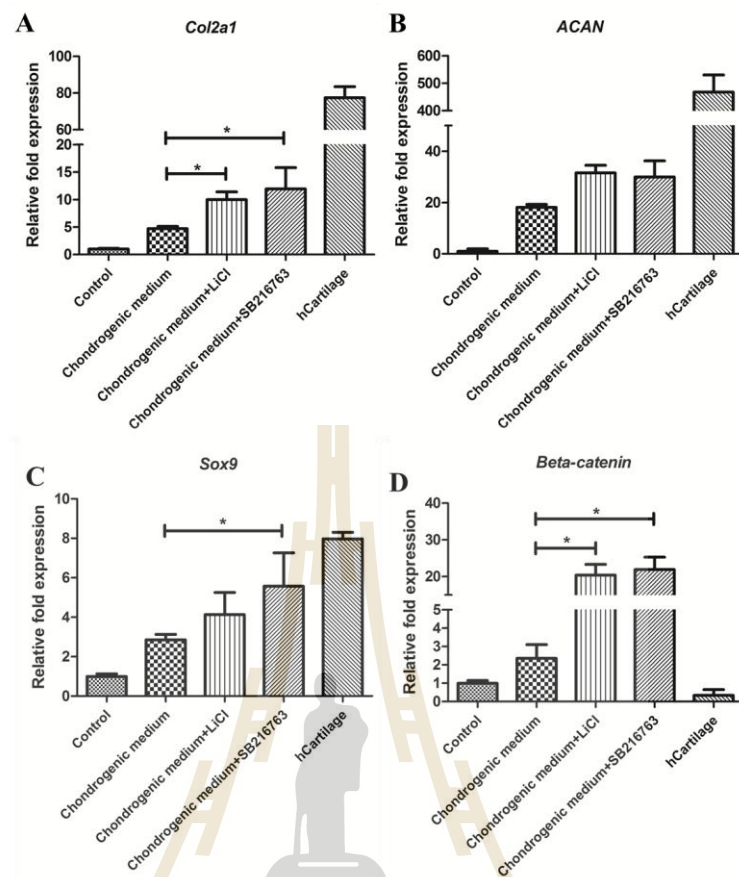 A
Col2a1
Relative fold expression
100
80
60
20
15
10
5
0
*
*
Control
Chondrogenic medium
Chondrogenic medium+LiCl
Chondrogenic medium+SB216763
hCartilage
B
ACAN
Relative fold expression
600
500
400
40
20
0
Control
Chondrogenic medium
Chondrogenic medium+LiCl
Chondrogenic medium+SB216763
hCartilage
C
Sox9
Relative fold expression
10
8
6
4
2
0
*
Control
Chondrogenic medium
Chondrogenic medium+LiCl
Chondrogenic medium+SB216763
hCartilage
D
Beta-catenin
Relative fold expression
40
30
20
5
4
3
2
1
0
*
*
Control
Chondrogenic medium
Chondrogenic medium+LiCl
Chondrogenic medium+SB216763
hCartilage